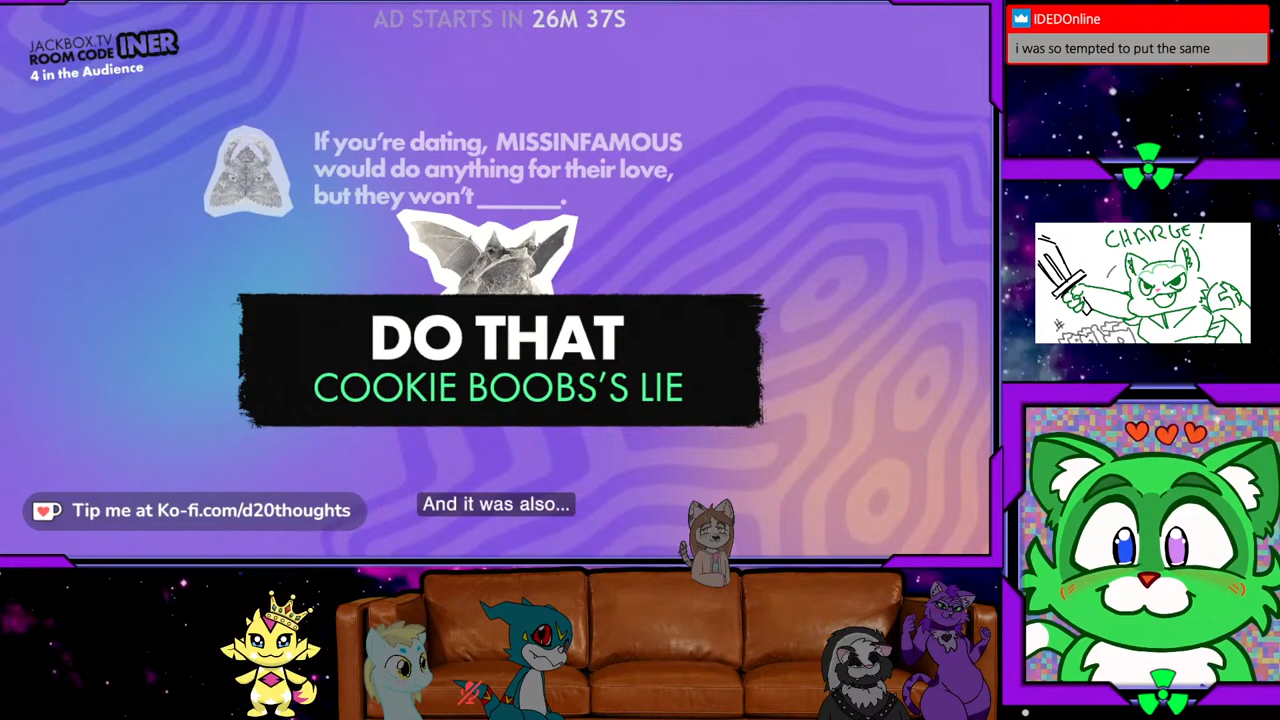 AD STARTS IN 26M 37S
JACKBOX.TV
ROOM CODE INER
4 in the Audience
If you're dating, MISSINFAMOUS
would do anything for their love,
but they won't ______.
DO THAT
COOKIE BOOBS'S LIE
Tip me at Ko-fi.com/d20thoughts
And it was also...
IDEDOnline
i was so tempted to put the same
CHARGE!